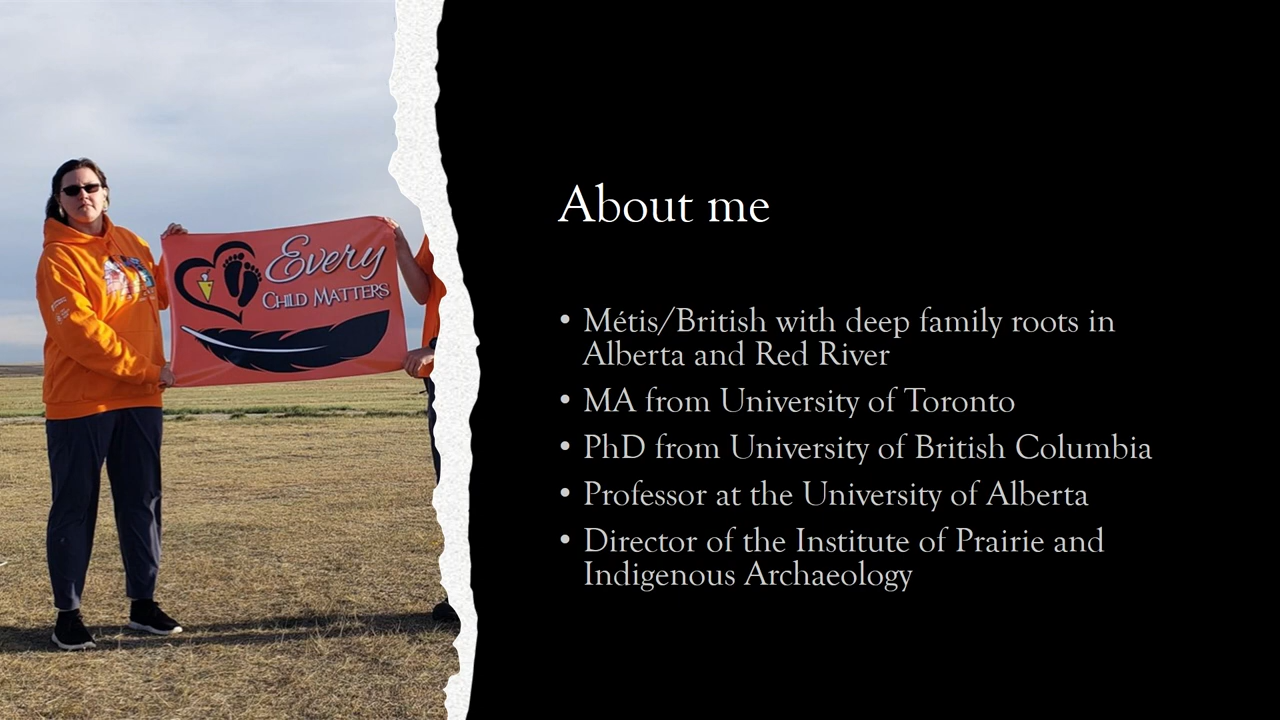 Every
CHILD MATTERS
About me
• Métis/British with deep family roots in
Alberta and Red River
• MA from University of Toronto
• PhD from University of British Columbia
• Professor at the University of Alberta
• Director of the Institute of Prairie and
Indigenous Archaeology